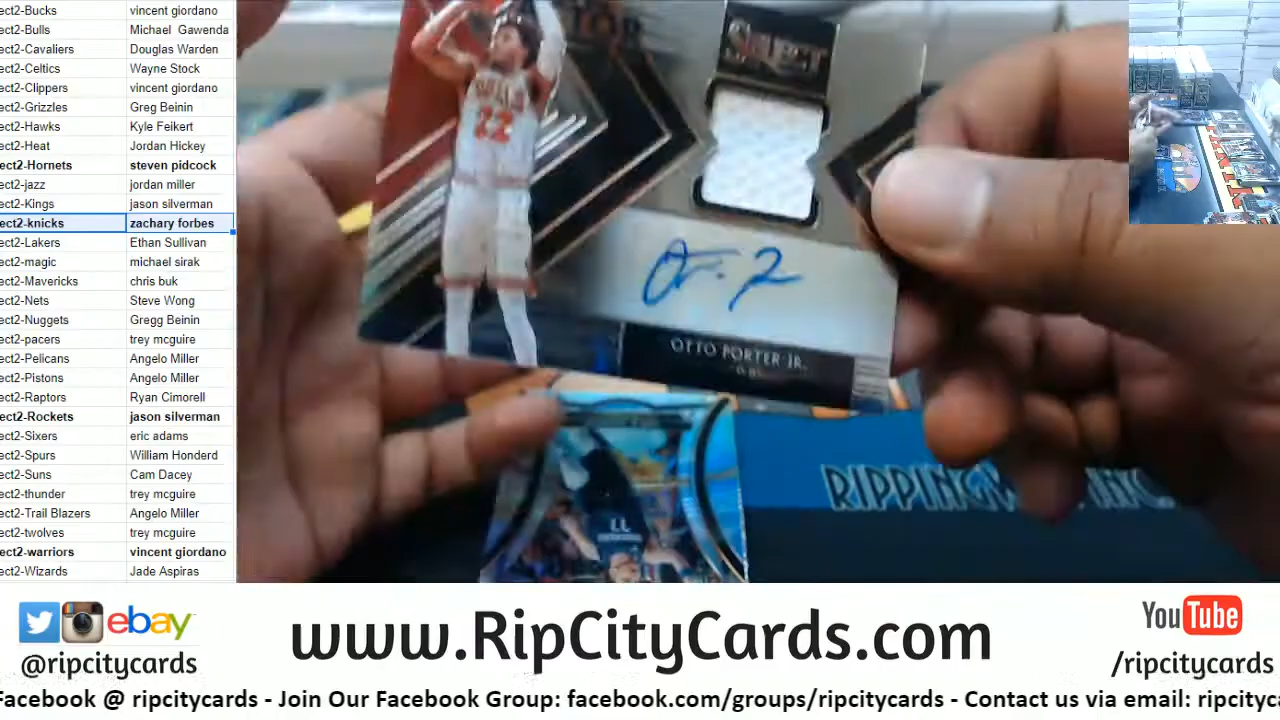 ect2-Bucks vincent giordano
ect2-Bulls Michael Gawenda
ect2-Cavaliers Douglas Warden
ect2-Celtics Wayne Stock
ect2-Clippers vincent giordano
ect2-Grizzles Greg Beinin
ect2-Hawks Kyle Feikert
ect2-Heat Jordan Hickey
ect2-Hornets steven pidcock
ect2-jazz jordan miller
ect2-Kings jason silverman
ect2-knicks zachary forbes
ect2-Lakers Ethan Sullivan
ect2-magic michael sirak
ect2-Mavericks chris buk
ect2-Nets Steve Wong
ect2-Nuggets Gregg Beinin
ect2-pacers trey mcguire
ect2-Pelicans Angelo Miller
ect2-Pistons Angelo Miller
ect2-Raptors Ryan Cimorell
ect2-Rockets jason silverman
ect2-Sixers eric adams
ect2-Spurs William Honderd
ect2-Suns Cam Dacey
ect2-thunder trey mcguire
ect2-Trail Blazers Angelo Miller
ect2-twolves trey mcguire
ect2-warriors vincent giordano
ect2-Wizards Jade Aspiras
SELECT
BULLS
22
OTTO PORTER JR.
INC.
ebay
@ripcitycards
www.RipCityCards.com
YouTube
/ripcitycards
Facebook @ ripcitycards - Join Our Facebook Group: facebook.com/groups/ripcitycards - Contact us via email: ripcityc